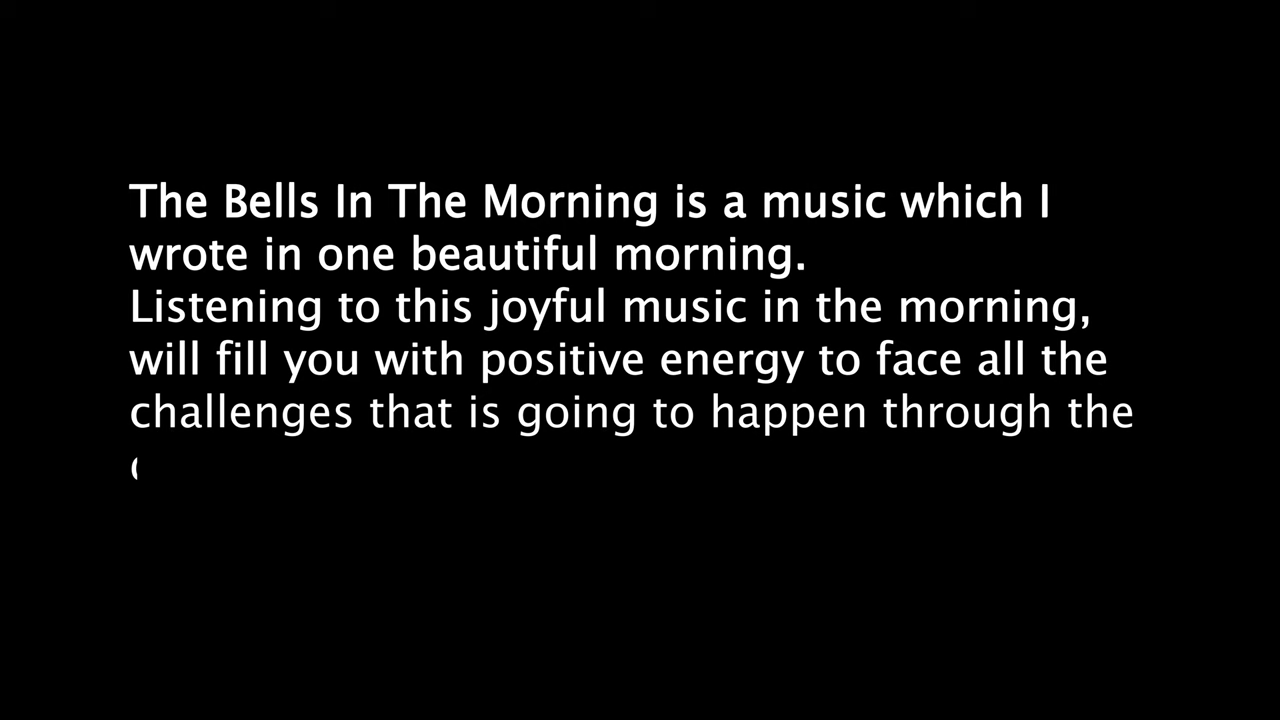 The Bells In The Morning is a music which I
wrote in one beautiful morning.
Listening to this joyful music in the morning,
will fill you with positive energy to face all the
challenges that is going to happen through the